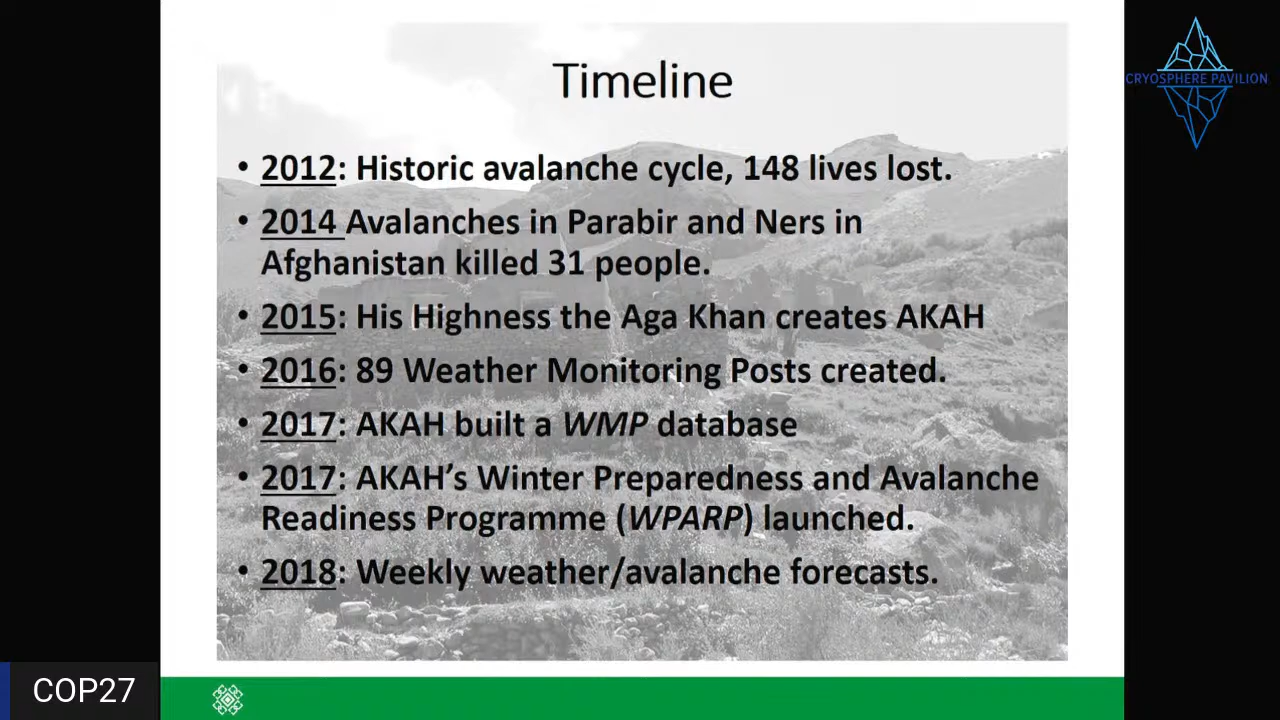 Timeline
CRYOSPHERE PAVILION
• 2012: Historic avalanche cycle, 148 lives lost.
• 2014 Avalanches in Parabir and Ners in
Afghanistan killed 31 people.
• 2015: His Highness the Aga Khan creates AKAH
• 2016: 89 Weather Monitoring Posts created.
• 2017: AKAH built a WMP database
• 2017: AKAH’s Winter Preparedness and Avalanche
Readiness Programme (WPARP) launched.
• 2018: Weekly weather/avalanche forecasts.
COP27